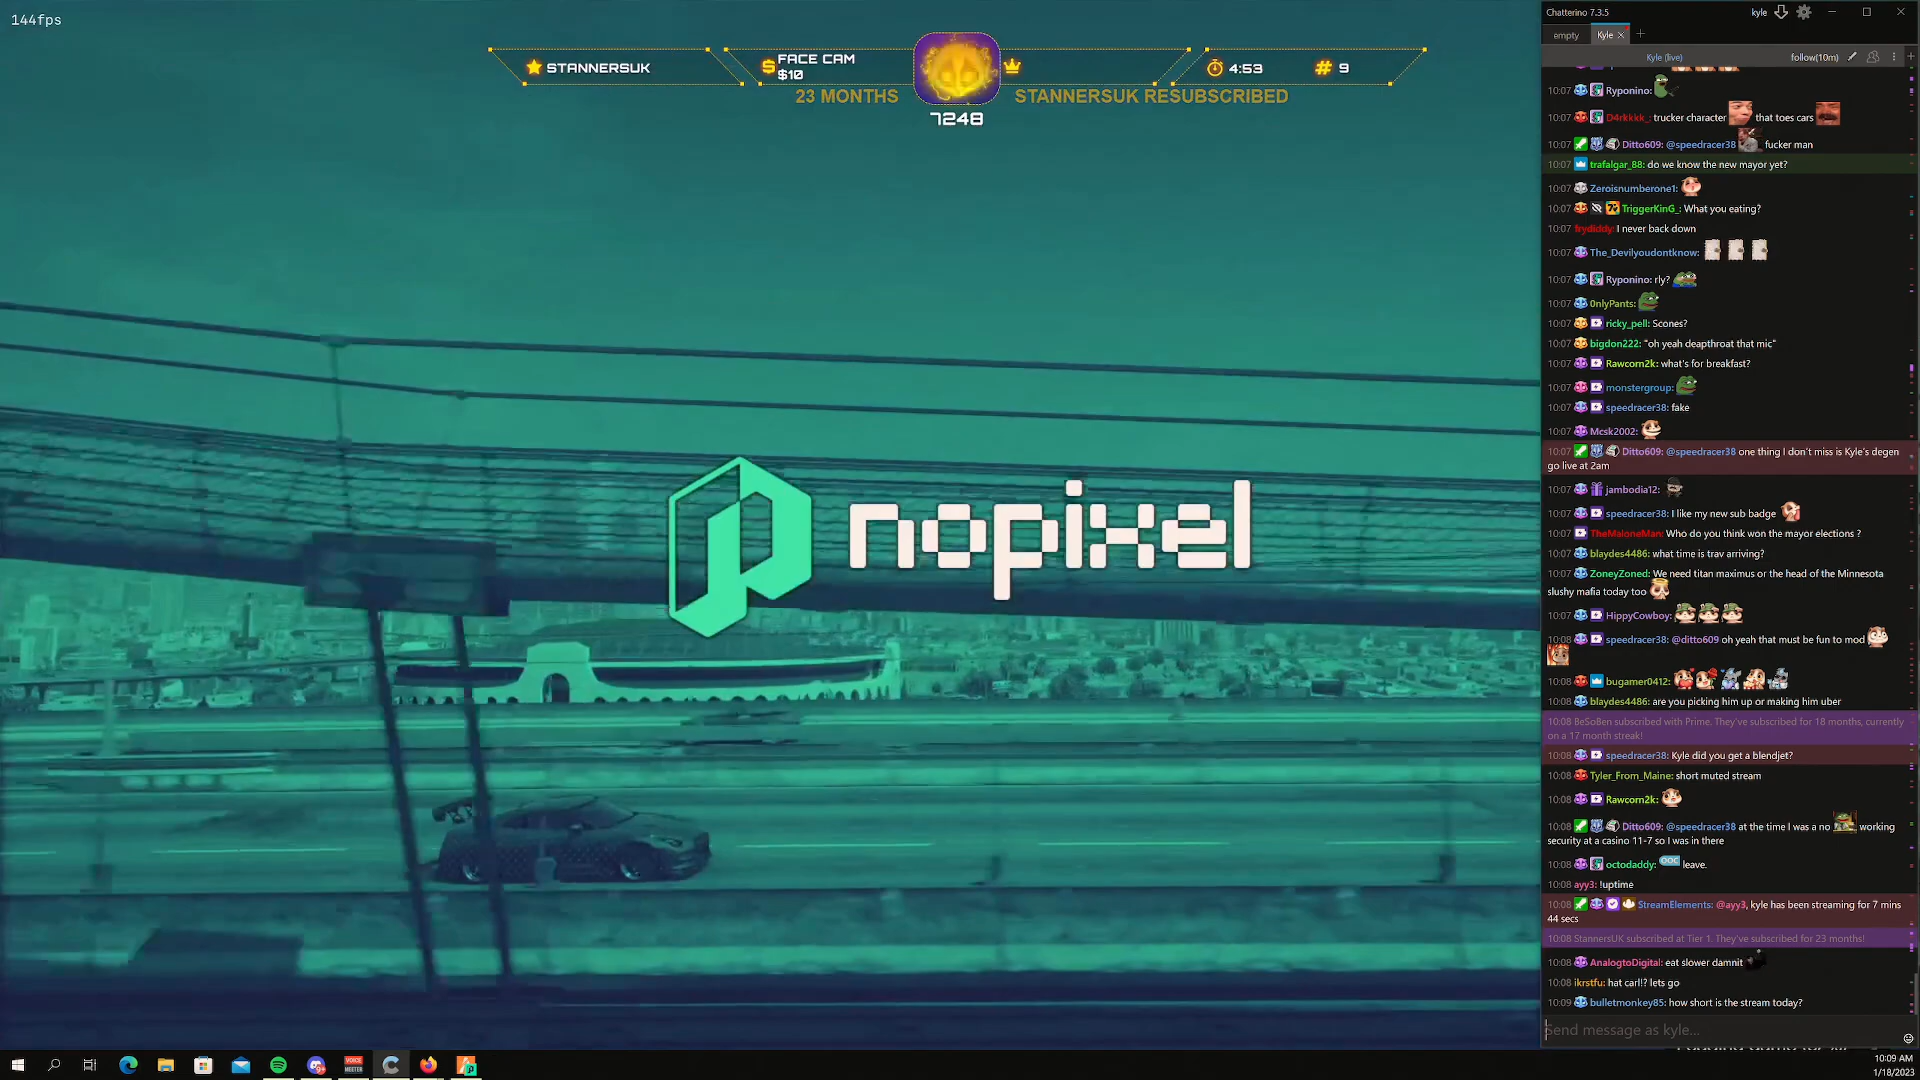 144fps
STANNERSUK
FACE CAM
$10
4:53
# 9
23 MONTHS
STANNERSUK RESUBSCRIBED
7248
nopixel
Chatterino 7.3.5
kyle
empty
Kyle
Kyle (live)
follow(10m)
10:07 Ryponino:
10:07 D4rkkkk_: trucker character that toes cars
10:07 Ditto609: @speedracer38 fucker man
10:07 trafalgar_88: do we know the new mayor yet?
10:07 Zeroisnumberone1:
10:07 TriggerKinG_: What you eating?
10:07 frydiddy: I never back down
10:07 The_Devilyoudontknow:
10:07 Ryponino: rly?
10:07 0nlyPants:
10:07 ricky_pell: Scones?
10:07 bigdon222: "oh yeah deapthroat that mic"
10:07 Rawcorn2k: what's for breakfast?
10:07 monstergroup:
10:07 speedracer38: fake
10:07 Mcsk2002:
10:07 Ditto609: @speedracer38 one thing I don't miss is Kyle's degen
go live at 2am
10:07 jambodia12:
10:07 speedracer38: I like my new sub badge
10:07 TheMaloneMan: Who do you think won the mayor elections ?
10:07 blaydes4486: what time is trav arriving?
10:07 ZoneyZoned: We need titan maximus or the head of the Minnesota
slushy mafia today too
10:07 HippyCowboy:
10:08 speedracer38: @ditto609 oh yeah that must be fun to mod
10:08 bugamer0412:
10:08 blaydes4486: are you picking him up or making him uber
10:08 BeSoBen subscribed with Prime. They've subscribed for 18 months, currently
on a 17 month streak!
10:08 speedracer38: Kyle did you get a blendjet?
10:08 Tyler_From_Maine: short muted stream
10:08 Rawcorn2k:
10:08 Ditto609: @speedracer38 at the time I was a no working
security at a casino 11-7 so I was in there
10:08 octodaddy: OOC leave.
10:08 ayy3: !uptime
10:08 StreamElements: @ayy3, kyle has been streaming for 7 mins
44 secs
10:08 StannersUK subscribed at Tier 1. They've subscribed for 23 months!
10:08 AnalogtoDigital: eat slower damnit
10:08 ikrstfu: hat carl!? lets go
10:09 bulletmonkey85: how short is the stream today?
Send message as kyle...
VOICE
MEETER
10:09 AM
1/18/2023